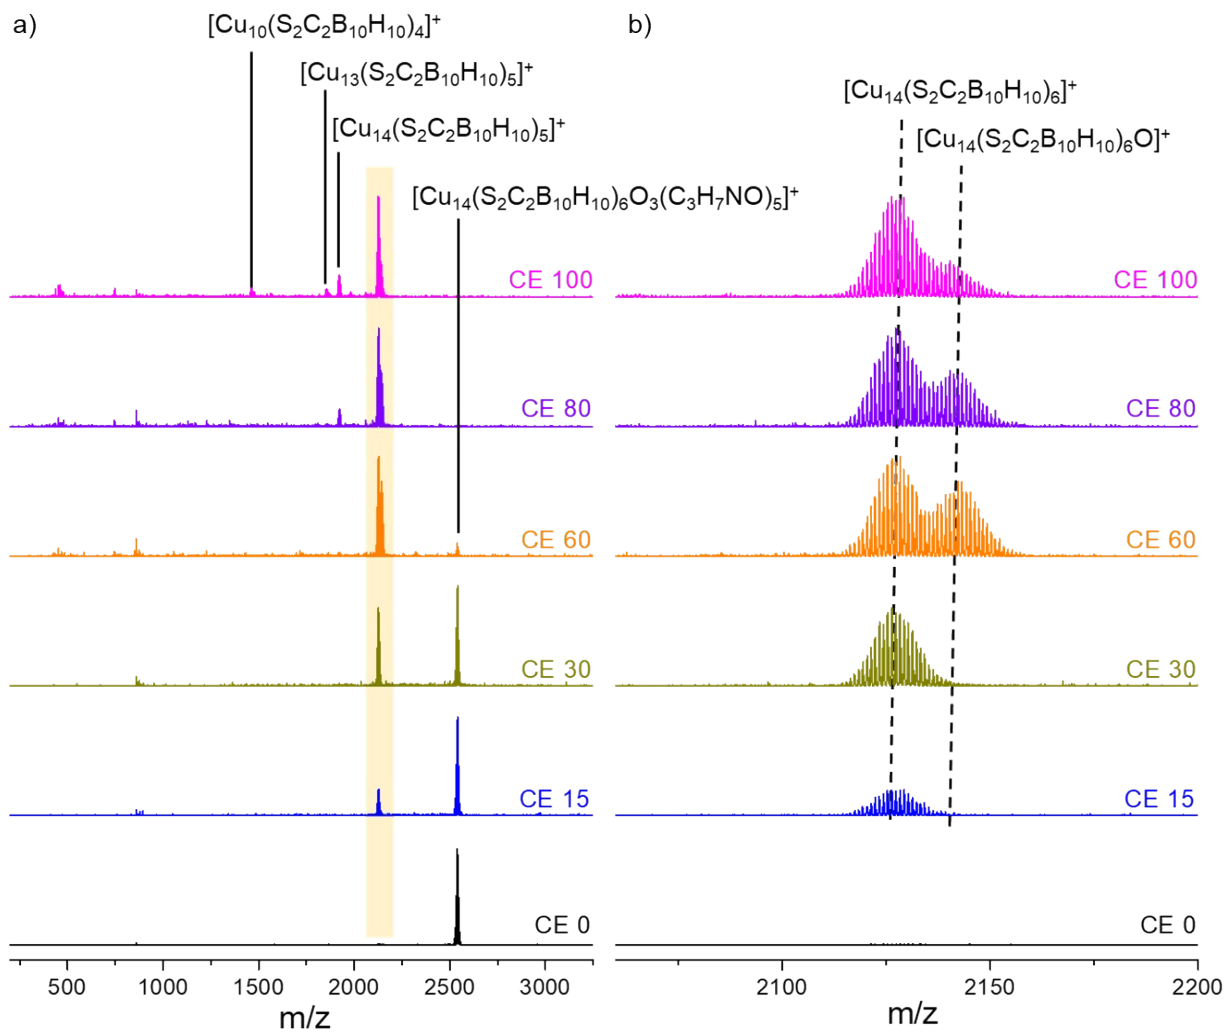 a)
b)
[Cu₁₀(S₂C₂B₁₀H₁₀)₄]⁺
[Cu₁₃(S₂C₂B₁₀H₁₀)₅]⁺
[Cu₁₄(S₂C₂B₁₀H₁₀)₅]⁺
[Cu₁₄(S₂C₂B₁₀H₁₀)₆O₃(C₃H₇NO)₅]⁺
[Cu₁₄(S₂C₂B₁₀H₁₀)₆]⁺
[Cu₁₄(S₂C₂B₁₀H₁₀)₆O]⁺
CE 100
CE 100
CE 80
CE 80
CE 60
CE 60
CE 30
CE 30
CE 15
CE 15
CE 0
CE 0
500 1000 1500 2000 2500 3000
2100 2150 2200
m/z
m/z